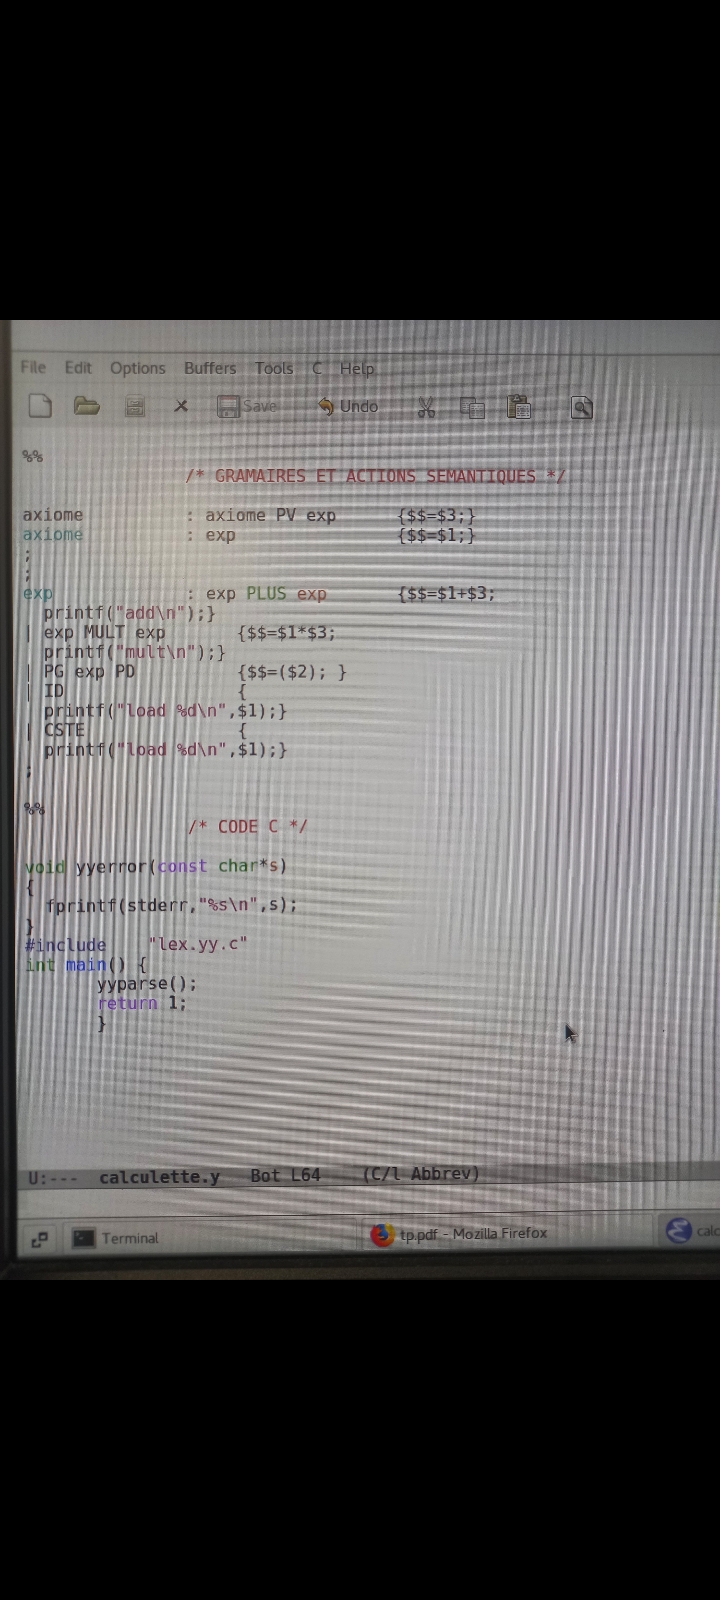 File Edit Options Buffers Tools C Help
Save Undo
%%
/* GRAMAIRES ET ACTIONS SEMANTIQUES */
axiome : axiome PV exp {$$=$3;}
axiome : exp {$$=$1;}
;
;
exp : exp PLUS exp {$$=$1+$3;
printf("add\n");}
| exp MULT exp {$$=$1*$3;
printf("mult\n");}
| PG exp PD {$$=($2); }
| ID {
printf("load %d\n",$1);}
| CSTE {
printf("load %d\n",$1);}
;
%%
/* CODE C */
void yyerror(const char*s)
{
fprintf(stderr,"%s\n",s);
}
#include "lex.yy.c"
int main() {
yyparse();
return 1;
}
U:--- calculette.y Bot L64 (C/l Abbrev)
Terminal tp.pdf - Mozilla Firefox calc